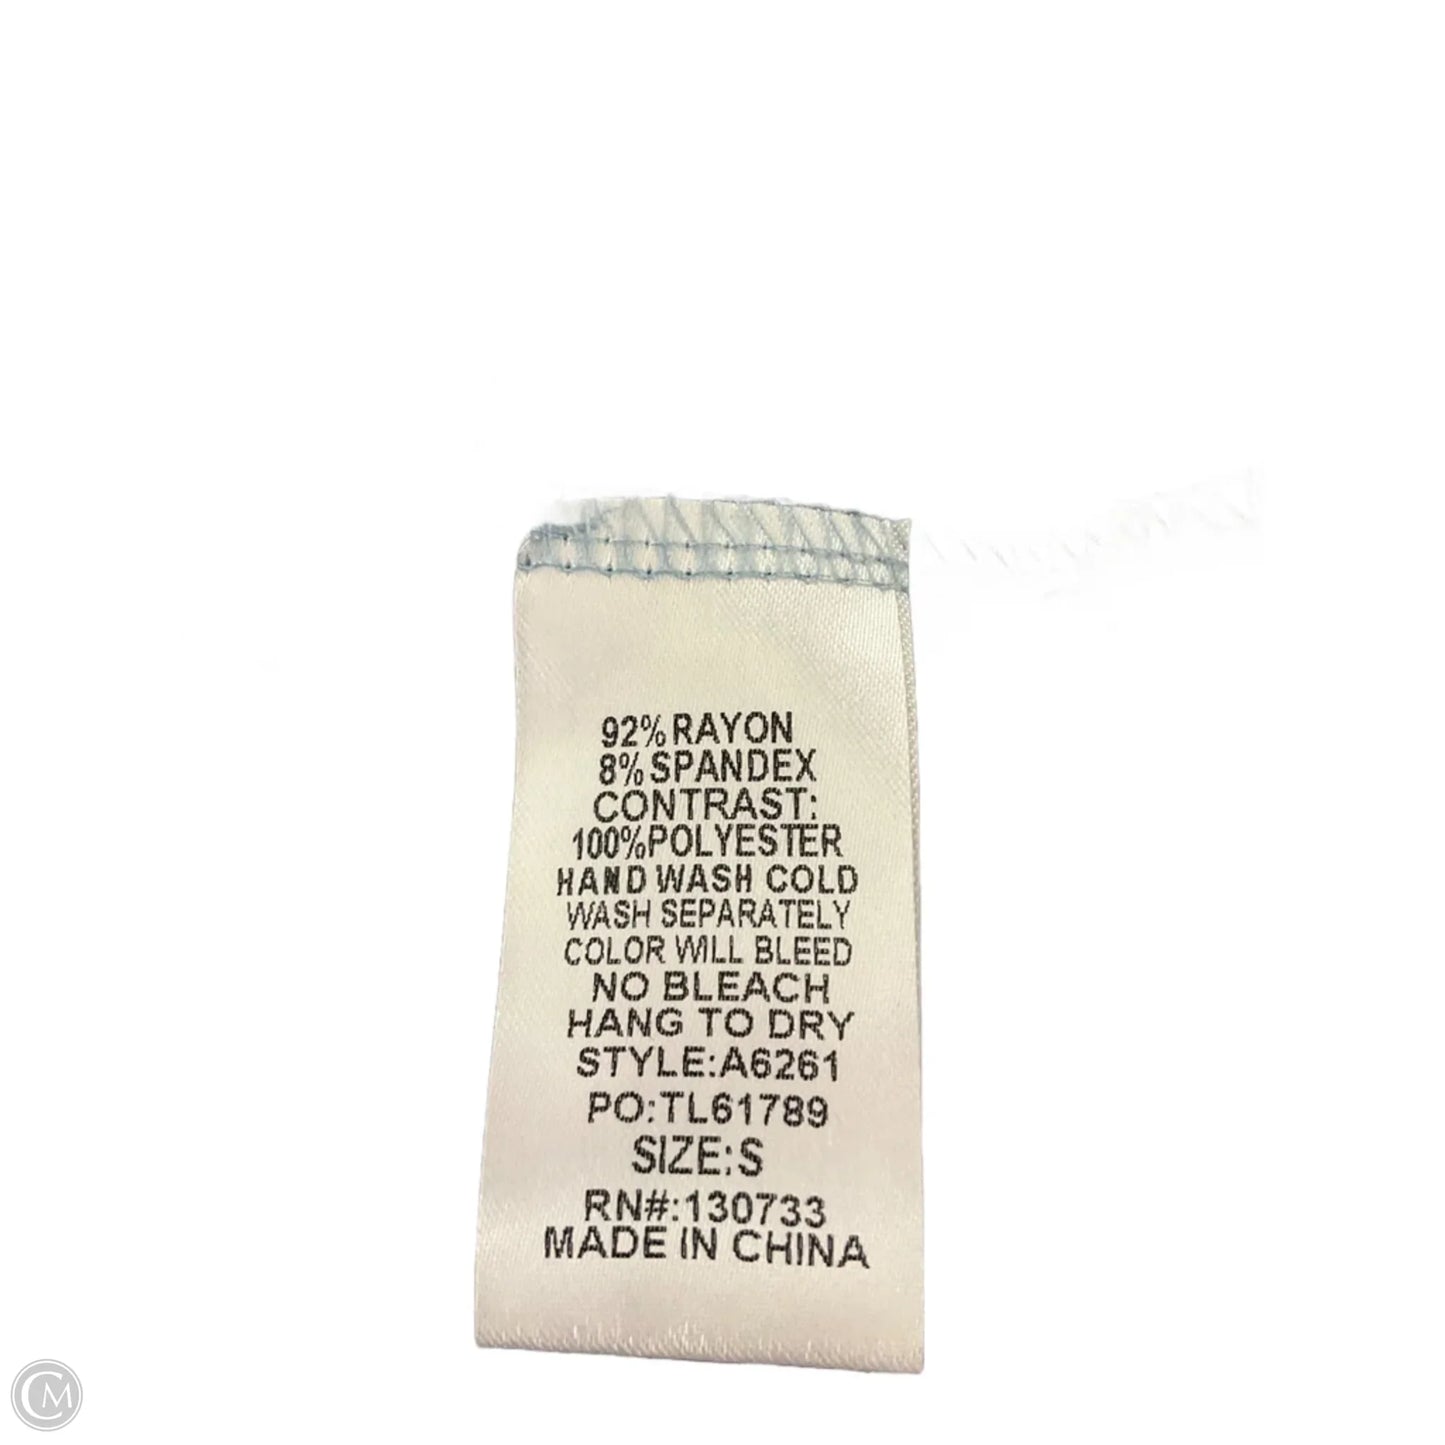 92% RAYON
8% SPANDEX
CONTRAST:
100%POLYESTER
HAND WASH COLD
WASH SEPARATELY
COLOR WILL BLEED
NO BLEACH
HANG TO DRY
STYLE:A6261
PO:TL61789
SIZE:S
RN#:130733
MADE IN CHINA
CM